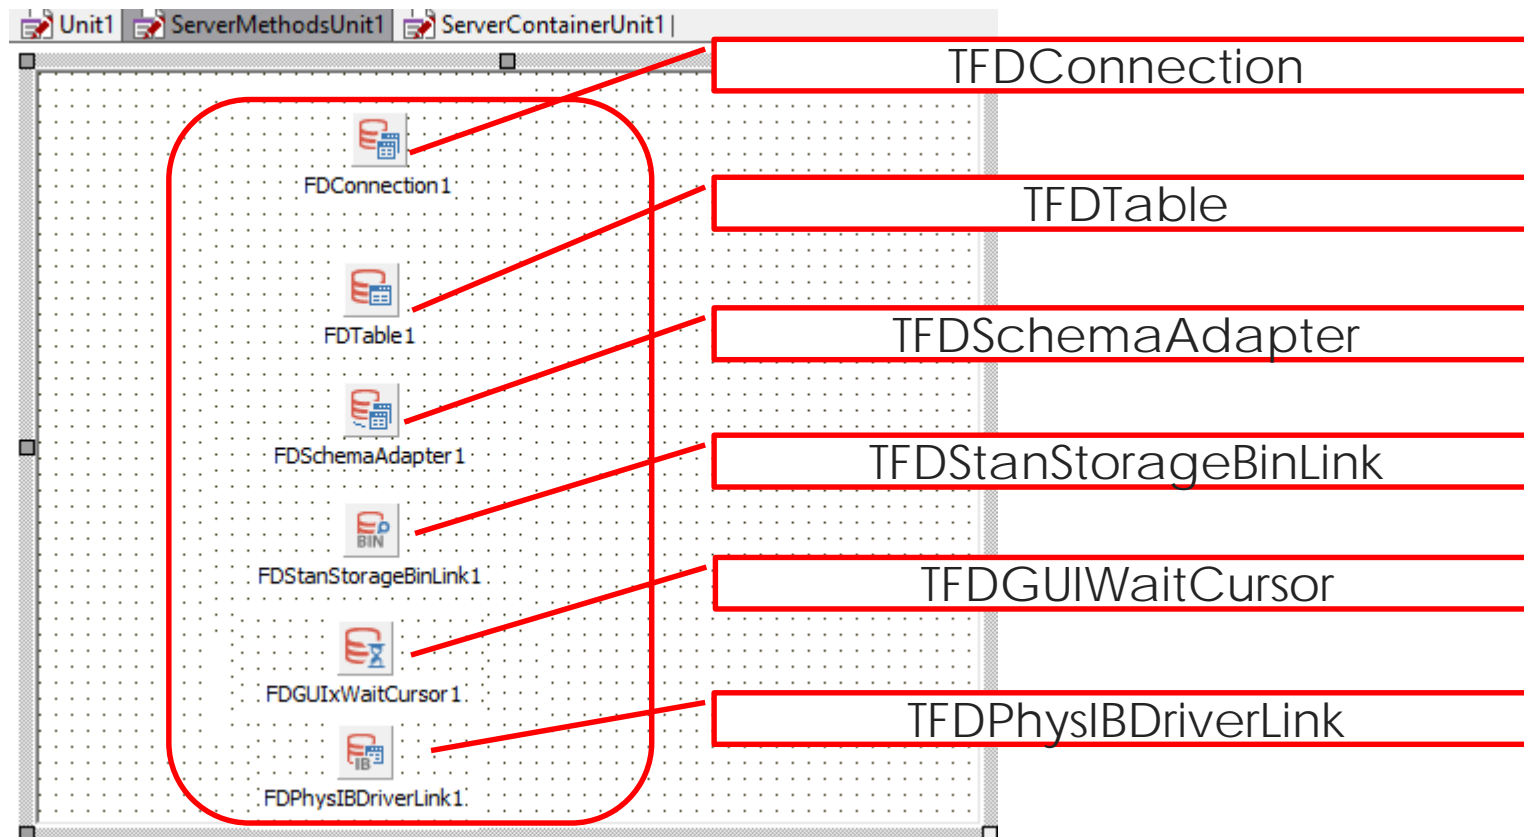 Unit1 ServerMethodsUnit1 ServerContainerUnit1
TFDConnection
FDConnection1
TFDTable
FDTable1
TFDSchemaAdapter
FDSchemaAdapter1
TFDStanStorageBinLink
BIN
FDStanStorageBinLink1
TFDGUIWaitCursor
FDGUIxWaitCursor1
TFDPhysIBDriverLink
IB
FDPhysIBDriverLink1